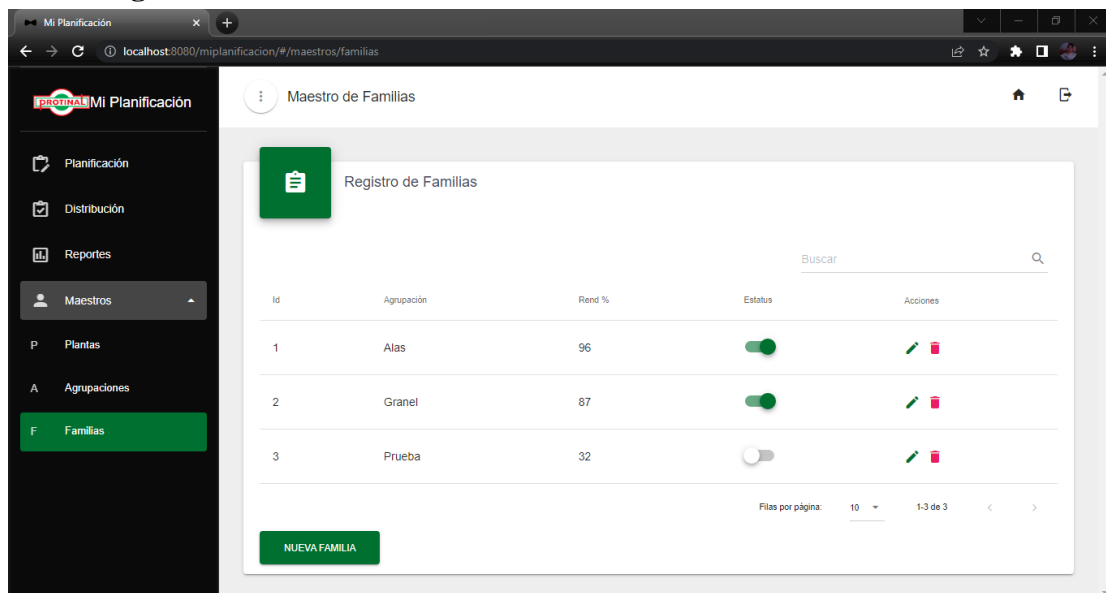 Mi Planificación
localhost:8080/miplanificacion/#/maestros/familias
PROTINAL Mi Planificación
Maestro de Familias
Planificación
Distribución
Reportes
Maestros
P Plantas
A Agrupaciones
F Familias
Registro de Familias
Buscar
Id Agrupación Rend % Estatus Acciones
1 Alas 96
2 Granel 87
3 Prueba 32
Filas por página: 10 1-3 de 3
NUEVA FAMILIA